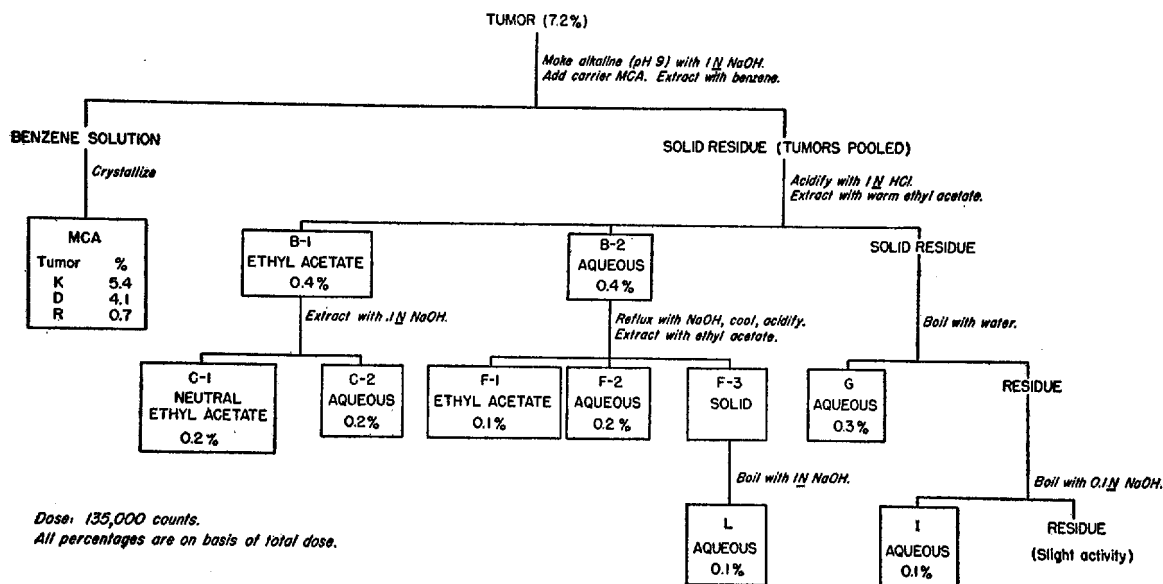 TUMOR (7.2%)
Make alkaline (pH 9) with 1N NaOH.
Add carrier MCA. Extract with benzene.
BENZENE SOLUTION
Crystallize
MCA
Tumor %
K 5.4
D 4.1
R 0.7
SOLID RESIDUE (TUMORS POOLED)
Acidify with 1N HCl.
Extract with warm ethyl acetate.
B-1
ETHYL ACETATE
0.4%
B-2
AQUEOUS
0.4%
SOLID RESIDUE
Extract with .1N NaOH.
Reflux with NaOH, cool, acidify.
Extract with ethyl acetate.
Boil with water.
C-1
NEUTRAL
ETHYL ACETATE
0.2%
C-2
AQUEOUS
0.2%
F-1
ETHYL ACETATE
0.1%
F-2
AQUEOUS
0.2%
F-3
SOLID
G
AQUEOUS
0.3%
RESIDUE
Boil with 1N NaOH.
Boil with 0.1N NaOH.
L
AQUEOUS
0.1%
I
AQUEOUS
0.1%
RESIDUE
(Slight activity)
Dose: 135,000 counts.
All percentages are on basis of total dose.